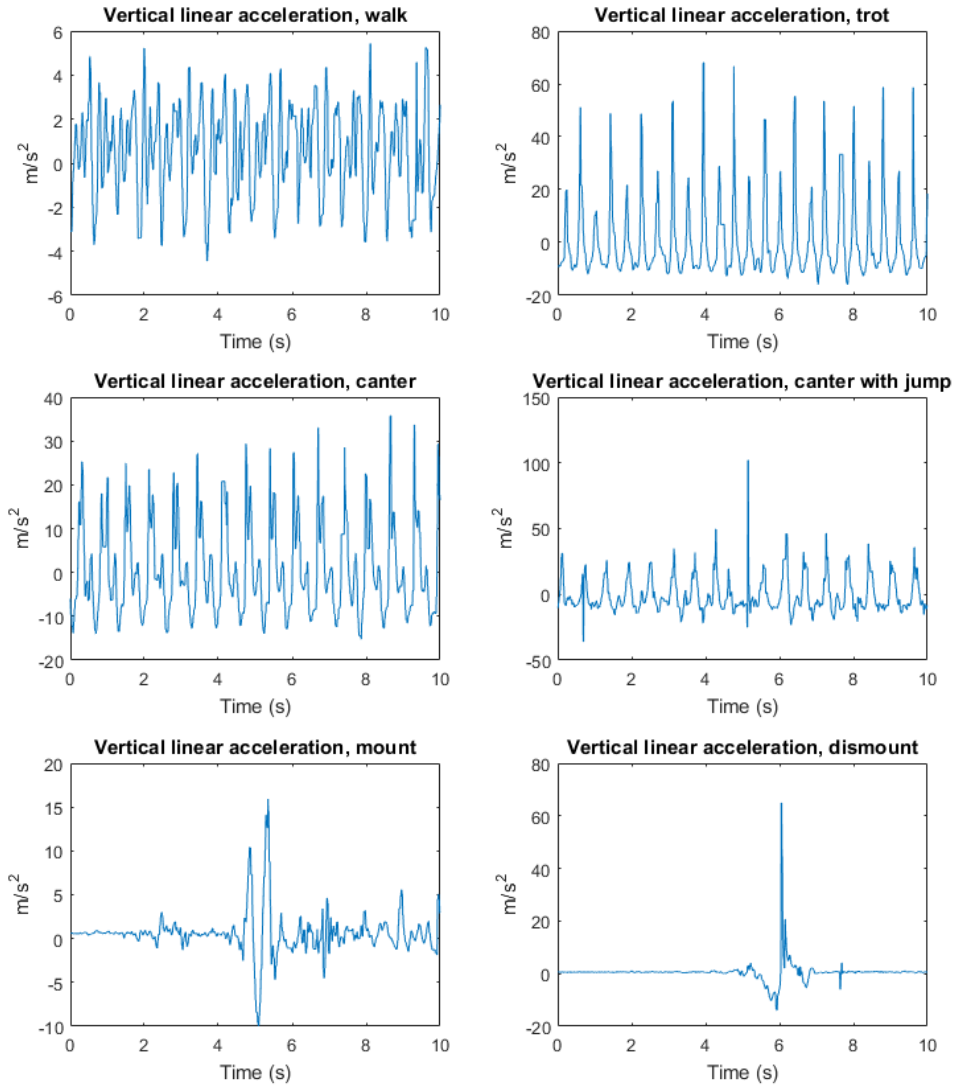 Vertical linear acceleration, walk
6
4
2
0
-2
-4
-6
m/s²
0 2 4 6 8 10
Time (s)
Vertical linear acceleration, trot
80
60
40
20
0
-20
m/s²
0 2 4 6 8 10
Time (s)
Vertical linear acceleration, canter
40
30
20
10
0
-10
-20
m/s²
0 2 4 6 8 10
Time (s)
Vertical linear acceleration, canter with jump
150
100
50
0
-50
m/s²
0 2 4 6 8 10
Time (s)
Vertical linear acceleration, mount
20
15
10
5
0
-5
-10
m/s²
0 2 4 6 8 10
Time (s)
Vertical linear acceleration, dismount
80
60
40
20
0
-20
m/s²
0 2 4 6 8 10
Time (s)